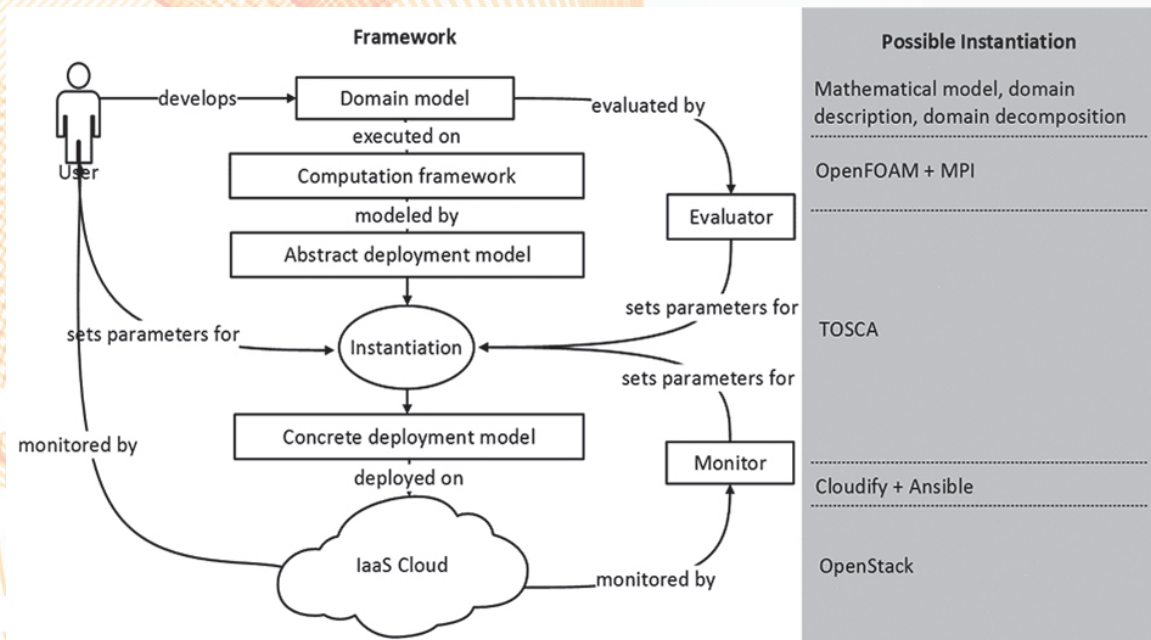 Framework
Possible Instantiation
User
develops
Domain model
evaluated by
executed on
Computation framework
modeled by
Evaluator
Abstract deployment model
sets parameters for
sets parameters for
Instantiation
sets parameters for
Concrete deployment model
monitored by
Monitor
deployed on
IaaS Cloud
monitored by
Mathematical model, domain
description, domain decomposition
OpenFOAM + MPI
TOSCA
Cloudify + Ansible
OpenStack